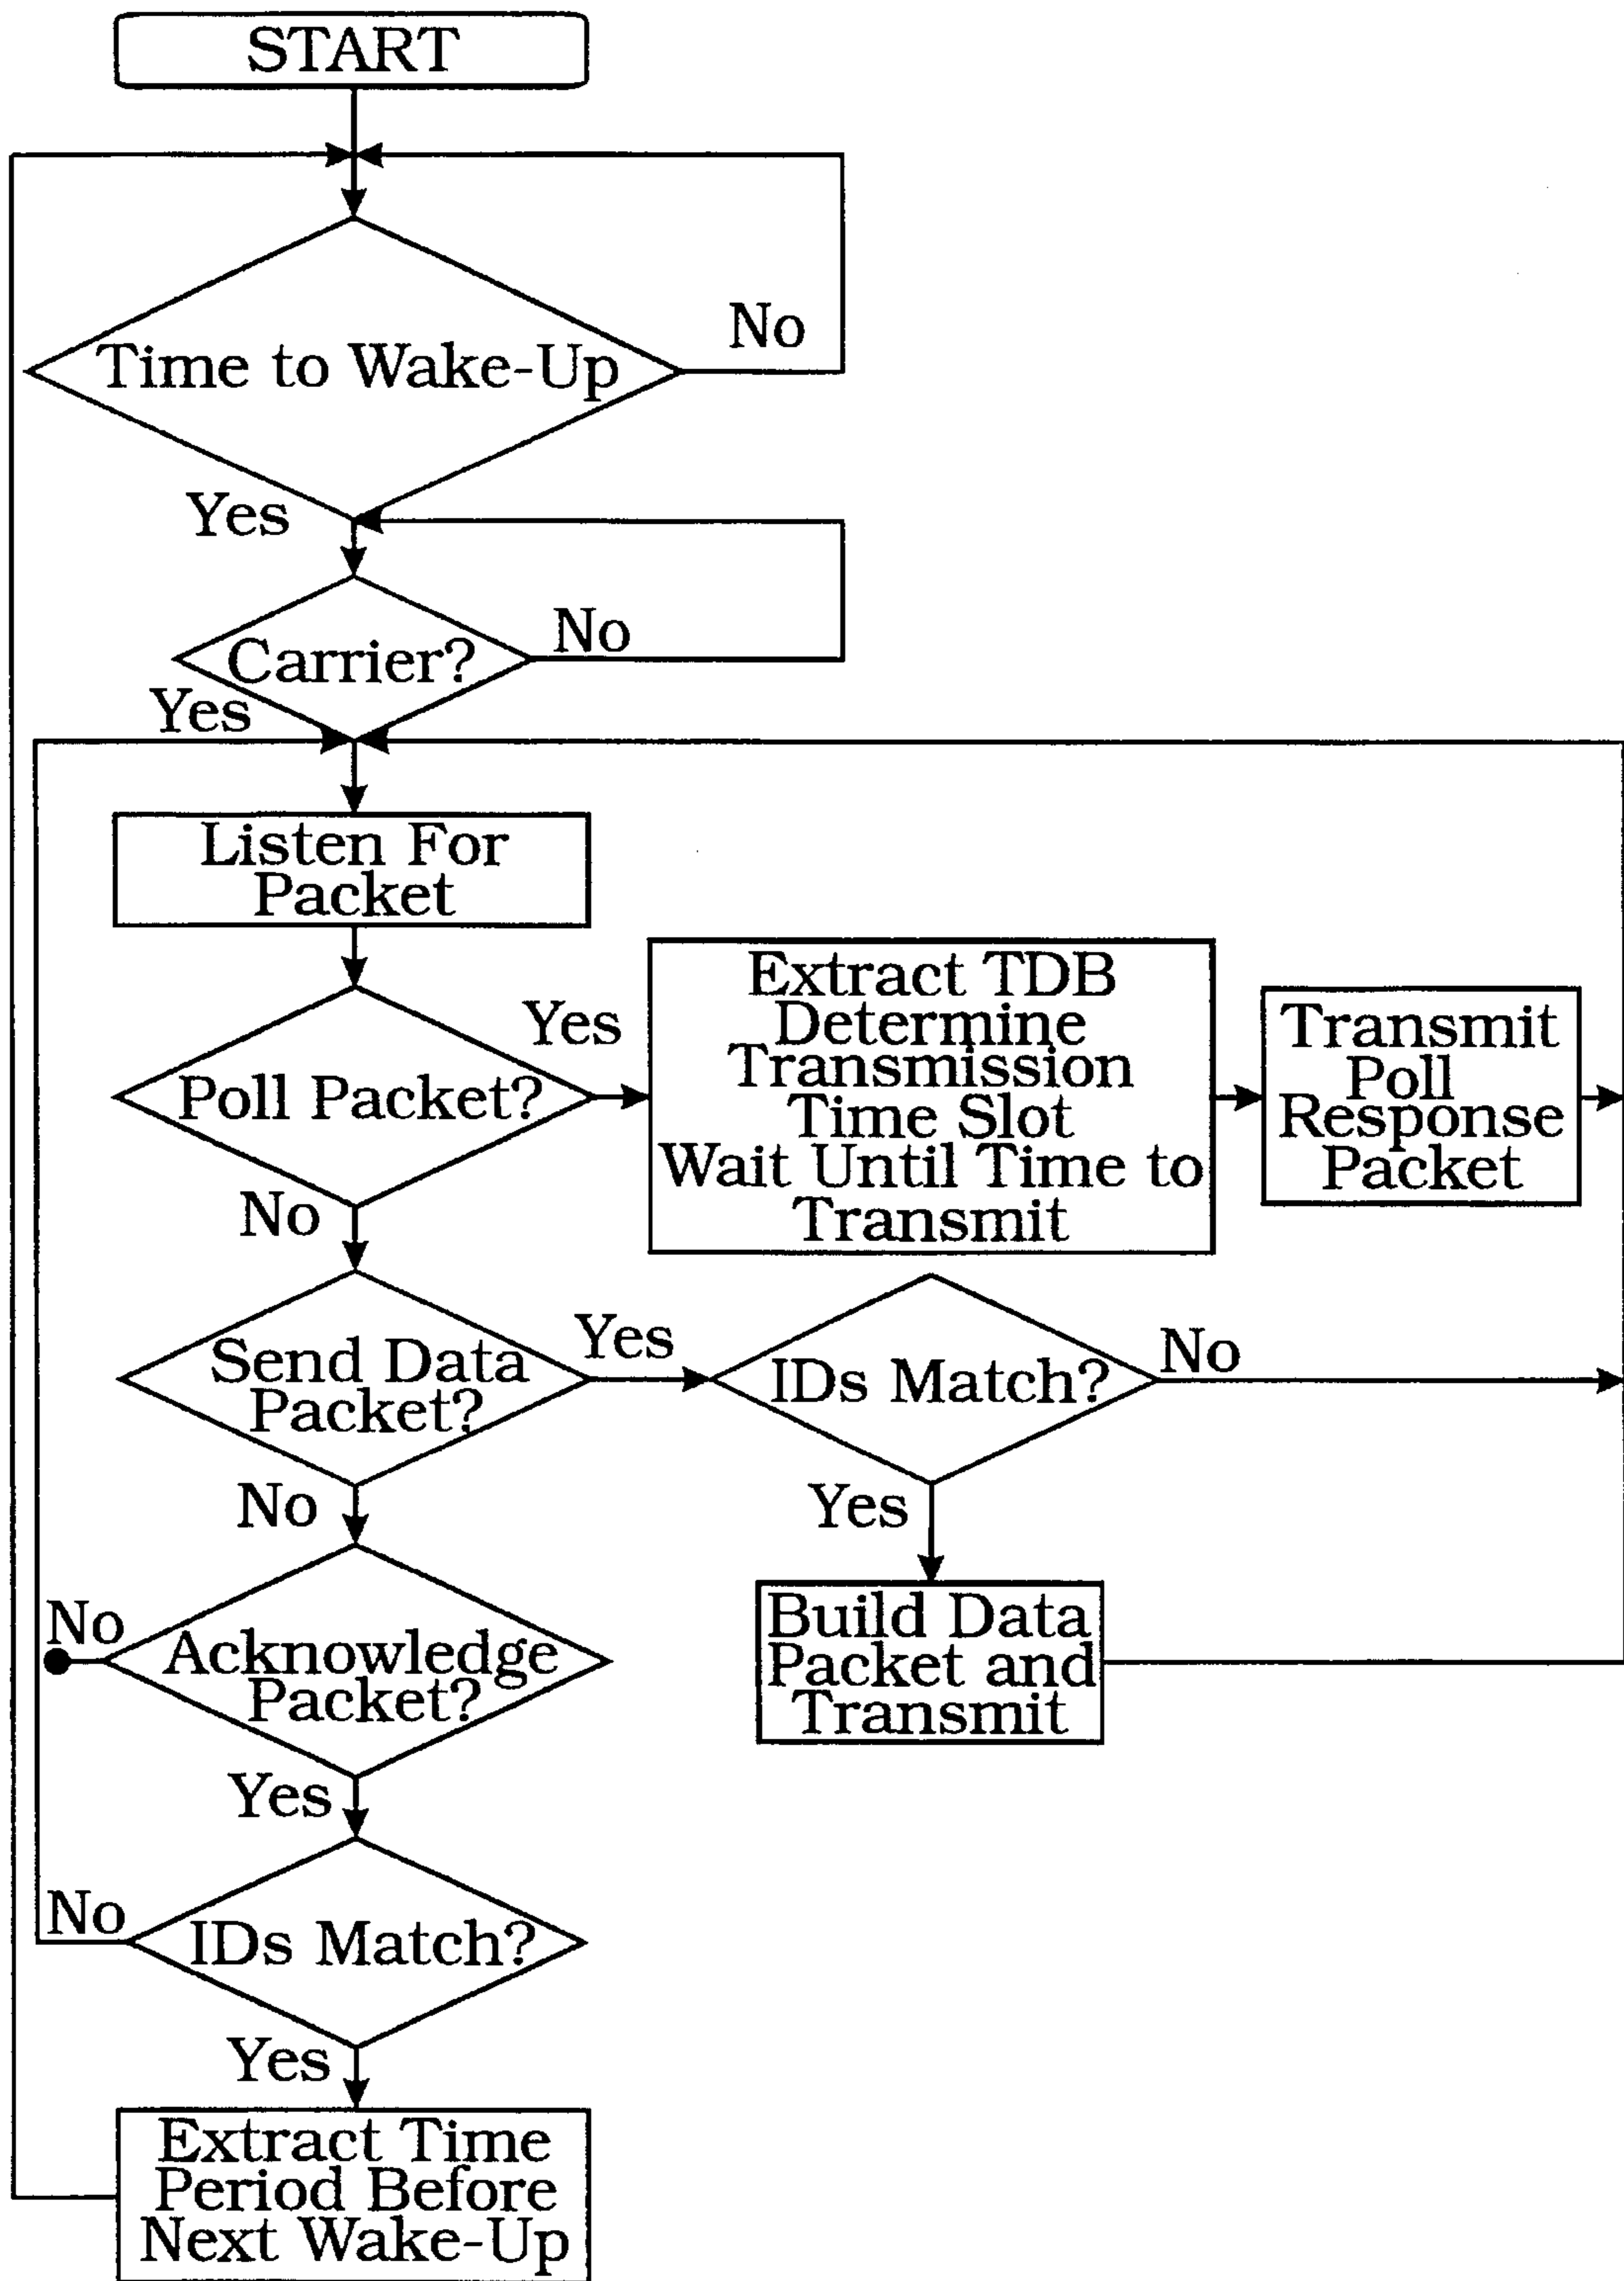 START
No
Time to Wake-Up
Yes
No
Carrier?
Yes
Listen For
Packet
Extract TDB
Determine
Transmission
Time Slot
Wait Until Time to
Transmit
Yes
Transmit
Poll
Response
Packet
Poll Packet?
No
Yes
No
Send Data
Packet?
IDs Match?
No
Yes
Build Data
Packet and
Transmit
No
Acknowledge
Packet?
Yes
No
IDs Match?
Yes
Extract Time
Period Before
Next Wake-Up